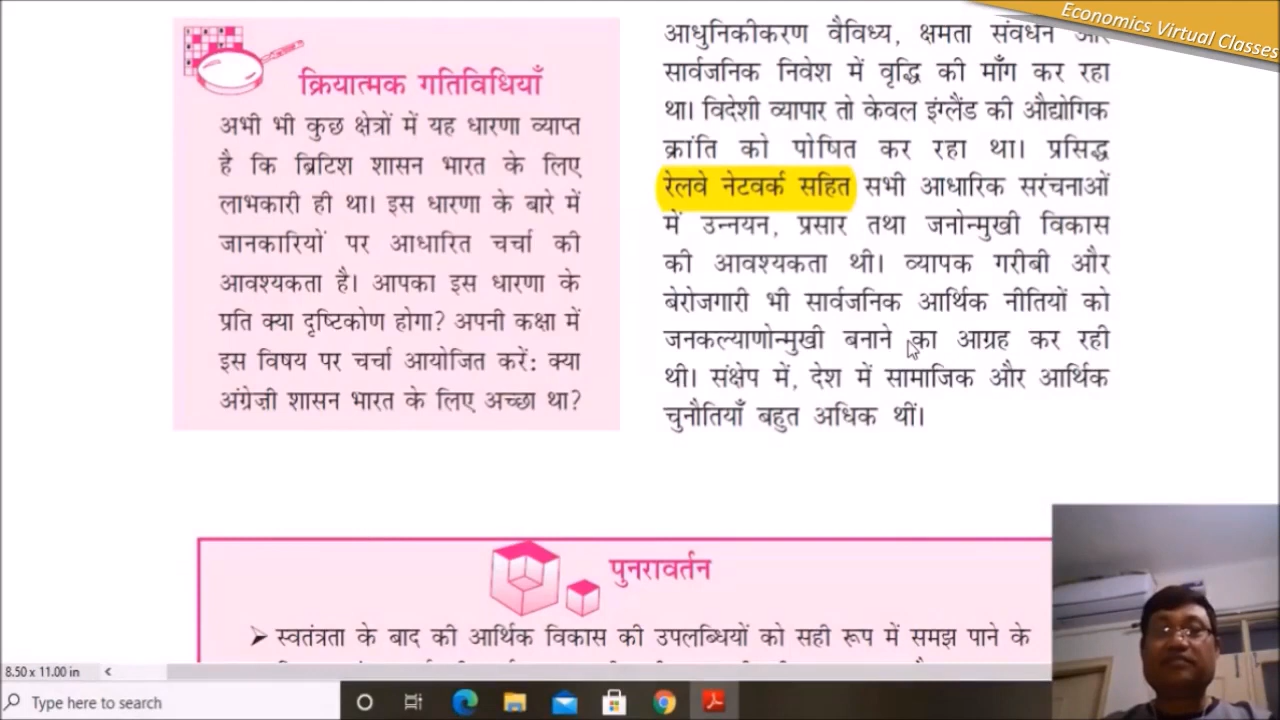 Economics Virtual Classes
क्रियात्मक गतिविधियाँ
अभी भी कुछ क्षेत्रों में यह धारणा व्याप्त
है कि ब्रिटिश शासन भारत के लिए
लाभकारी ही था। इस धारणा के बारे में
जानकारियों पर आधारित चर्चा की
आवश्यकता है। आपका इस धारणा के
प्रति क्या दृष्टिकोण होगा? अपनी कक्षा में
इस विषय पर चर्चा आयोजित करें: क्या
अंग्रेज़ी शासन भारत के लिए अच्छा था?
आधुनिकीकरण वैविध्य, क्षमता संवर्धन और
सार्वजनिक निवेश में वृद्धि की माँग कर रहा
था। विदेशी व्यापार तो केवल इंग्लैंड की औद्योगिक
क्रांति को पोषित कर रहा था। प्रसिद्ध
रेलवे नेटवर्क सहित सभी आधारिक सरंचनाओं
में उन्नयन, प्रसार तथा जनोन्मुखी विकास
की आवश्यकता थी। व्यापक गरीबी और
बेरोजगारी भी सार्वजनिक आर्थिक नीतियों को
जनकल्याणोन्मुखी बनाने का आग्रह कर रही
थी। संक्षेप में, देश में सामाजिक और आर्थिक
चुनौतियाँ बहुत अधिक थीं।
पुनरावर्तन
➤ स्वतंत्रता के बाद की आर्थिक विकास की उपलब्धियों को सही रूप में समझ पाने के
8.50 x 11.00 in
Type here to search